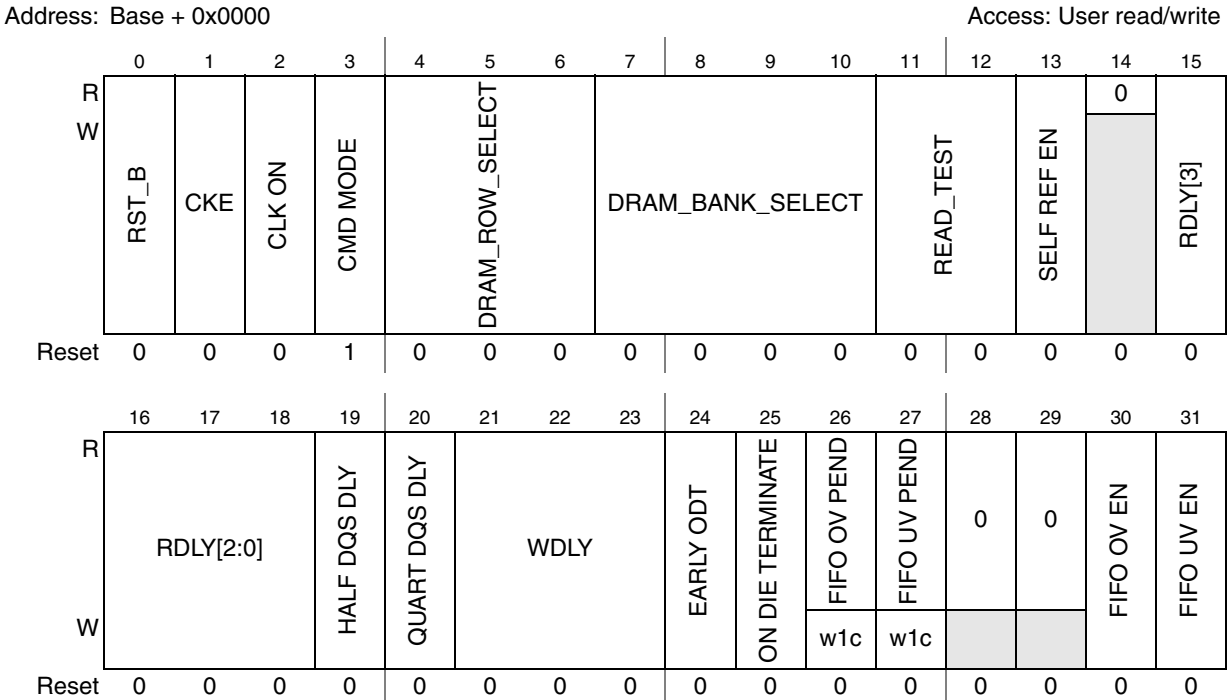 Address: Base + 0x0000 Access: User read/write
0 1 2 3 4 5 6 7 8 9 10 11 12 13 14 15
R 0
W
RST_B CKE CLK ON CMD MODE DRAM_ROW_SELECT DRAM_BANK_SELECT READ_TEST SELF REF EN RDLY[3]
Reset 0 0 0 1 0 0 0 0 0 0 0 0 0 0 0 0
16 17 18 19 20 21 22 23 24 25 26 27 28 29 30 31
R
RDLY[2:0] HALF DQS DLY QUART DQS DLY WDLY EARLY ODT ON DIE TERMINATE FIFO OV PEND FIFO UV PEND 0 0 FIFO OV EN FIFO UV EN
W w1c w1c
Reset 0 0 0 0 0 0 0 0 0 0 0 0 0 0 0 0